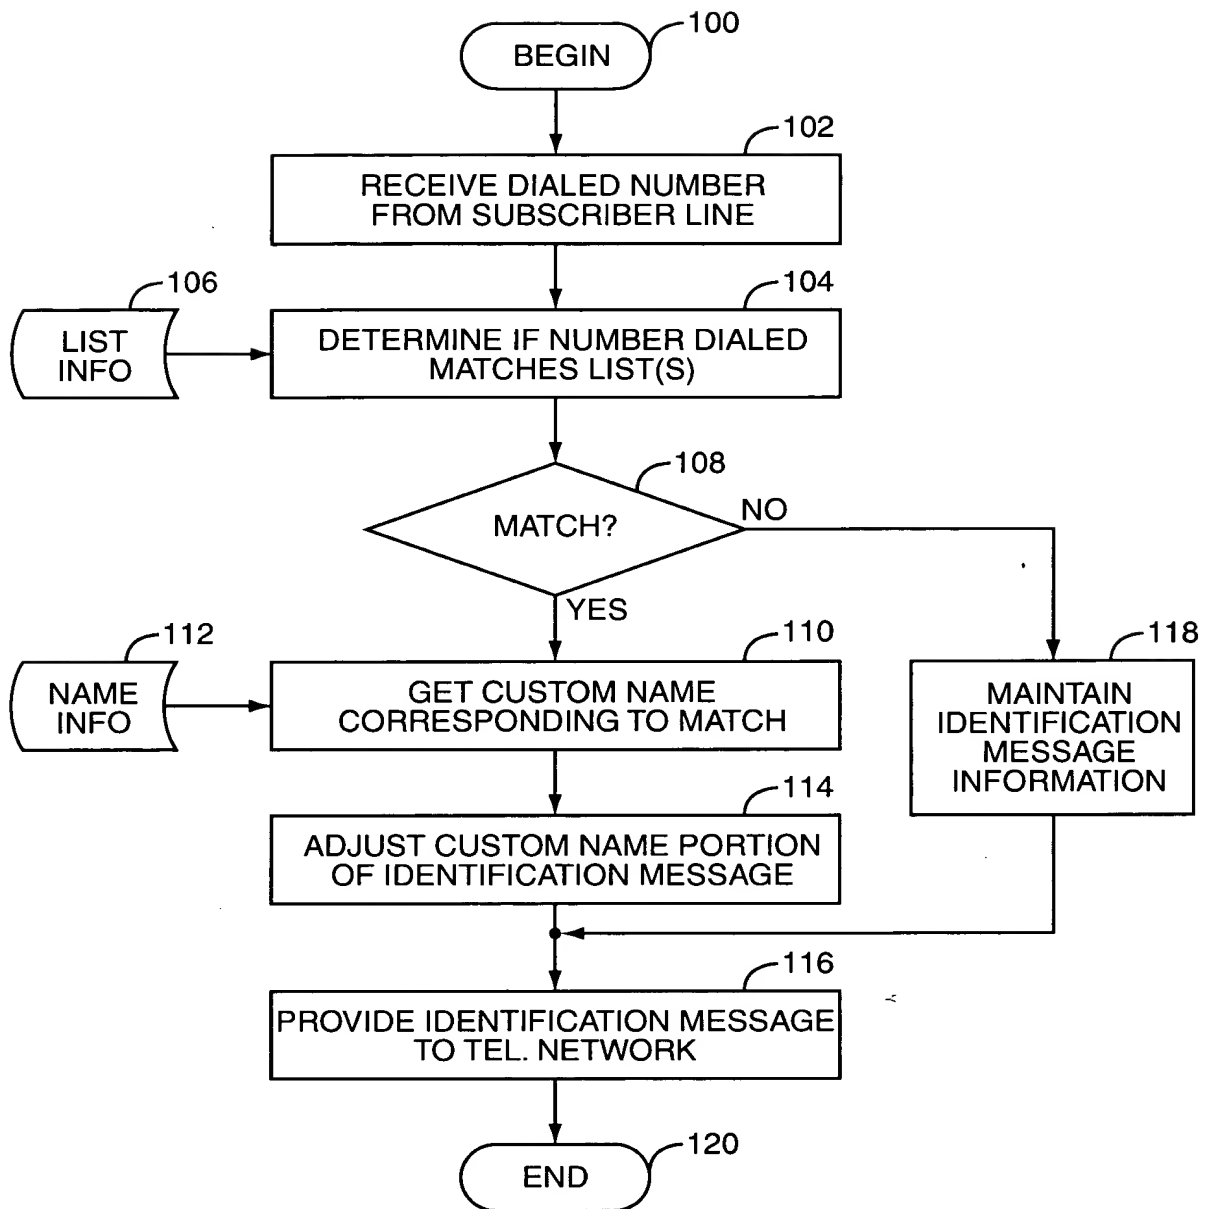 100
BEGIN
102
RECEIVE DIALED NUMBER
FROM SUBSCRIBER LINE
106
LIST
INFO
104
DETERMINE IF NUMBER DIALED
MATCHES LIST(S)
108
MATCH?
NO
YES
112
NAME
INFO
110
GET CUSTOM NAME
CORRESPONDING TO MATCH
118
MAINTAIN
IDENTIFICATION
MESSAGE
INFORMATION
114
ADJUST CUSTOM NAME PORTION
OF IDENTIFICATION MESSAGE
116
PROVIDE IDENTIFICATION MESSAGE
TO TEL. NETWORK
120
END